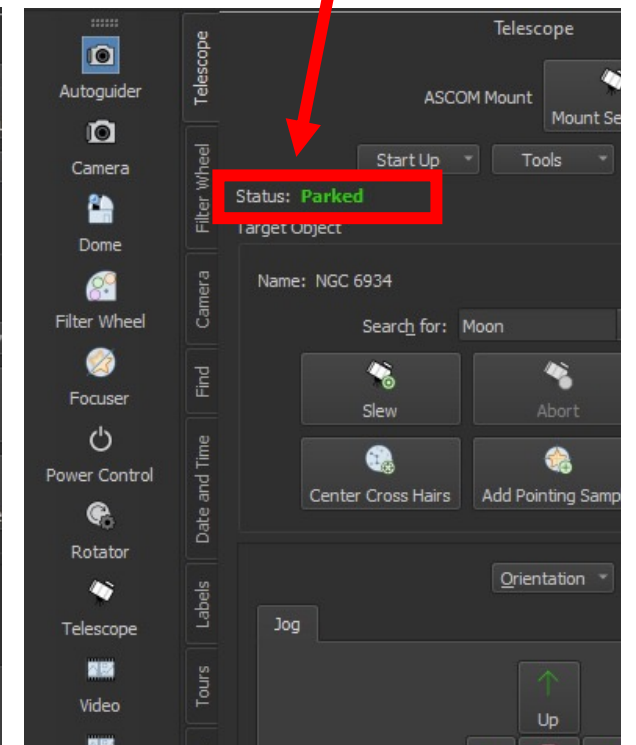 Autoguider
Camera
Dome
Filter Wheel
Focuser
Power Control
Rotator
Telescope
Video
Telescope
Filter Wheel
Camera
Find
Date and Time
Labels
Tours
Telescope
ASCOM Mount
Mount Se
Start Up
Tools
Status: Parked
Target Object
Name: NGC 6934
Search for: Moon
Slew
Abort
Center Cross Hairs
Add Pointing Samp
Orientation
Jog
Up